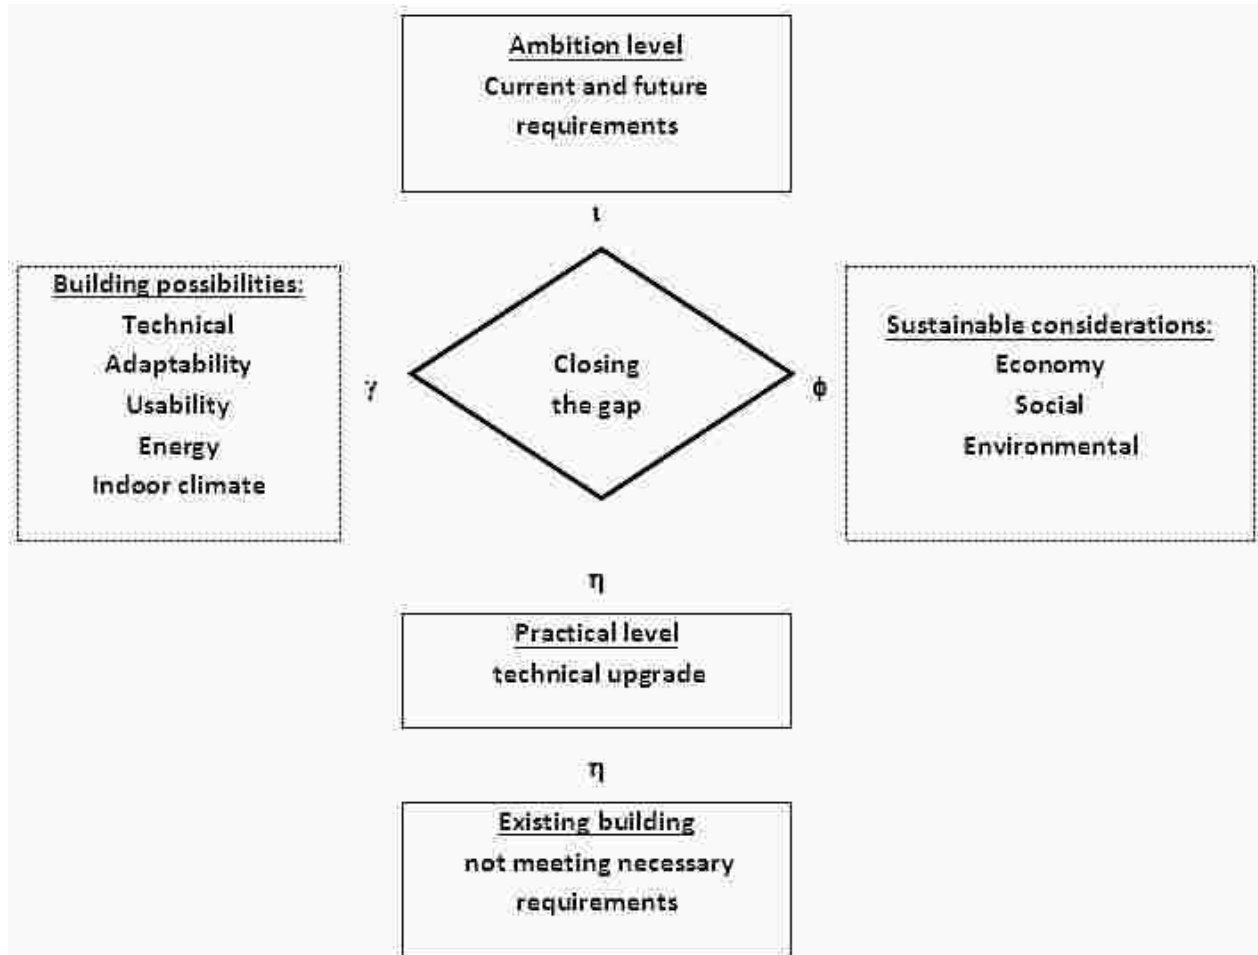 Ambition level
Current and future
requirements
ι
Building possibilities:
Technical
Adaptability
Usability
Energy
Indoor climate
γ
Closing
the gap
ϕ
Sustainable considerations:
Economy
Social
Environmental
η
Practical level
technical upgrade
η
Existing building
not meeting necessary
requirements